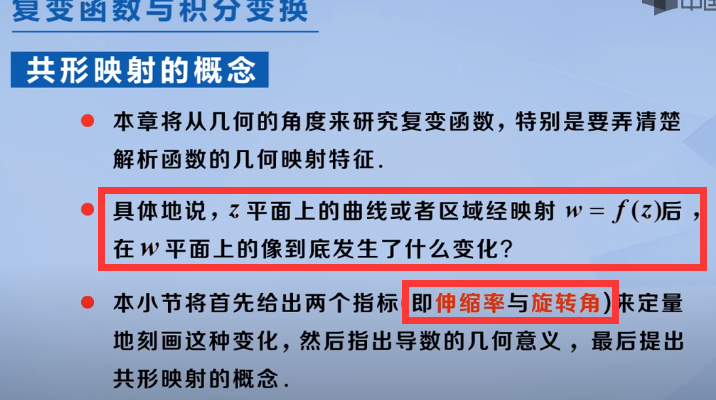 复变函数与积分变换
中国
共形映射的概念
本章将从几何的角度来研究复变函数，特别是要弄清楚
解析函数的几何映射特征.
具体地说，z 平面上的曲线或者区域经映射 w = f (z)后，
在 w 平面上的像到底发生了什么变化？
本小节将首先给出两个指标(即伸缩率与旋转角)来定量
地刻画这种变化，然后指出导数的几何意义，最后提出
共形映射的概念.